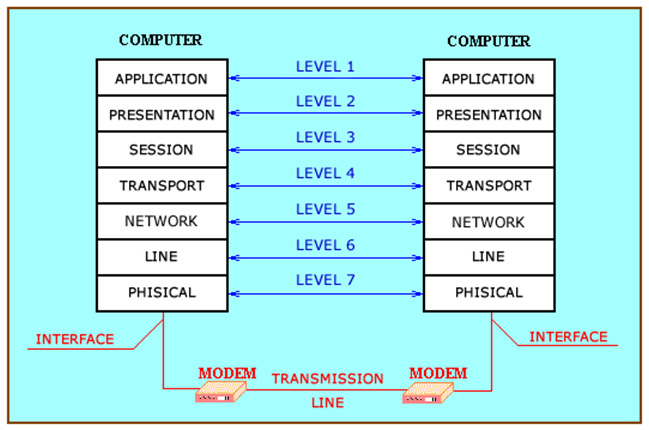 COMPUTER
COMPUTER
APPLICATION
LEVEL 1
APPLICATION
PRESENTATION
LEVEL 2
PRESENTATION
SESSION
LEVEL 3
SESSION
TRANSPORT
LEVEL 4
TRANSPORT
NETWORK
LEVEL 5
NETWORK
LINE
LEVEL 6
LINE
PHISICAL
LEVEL 7
PHISICAL
INTERFACE
INTERFACE
MODEM
TRANSMISSION
LINE
MODEM